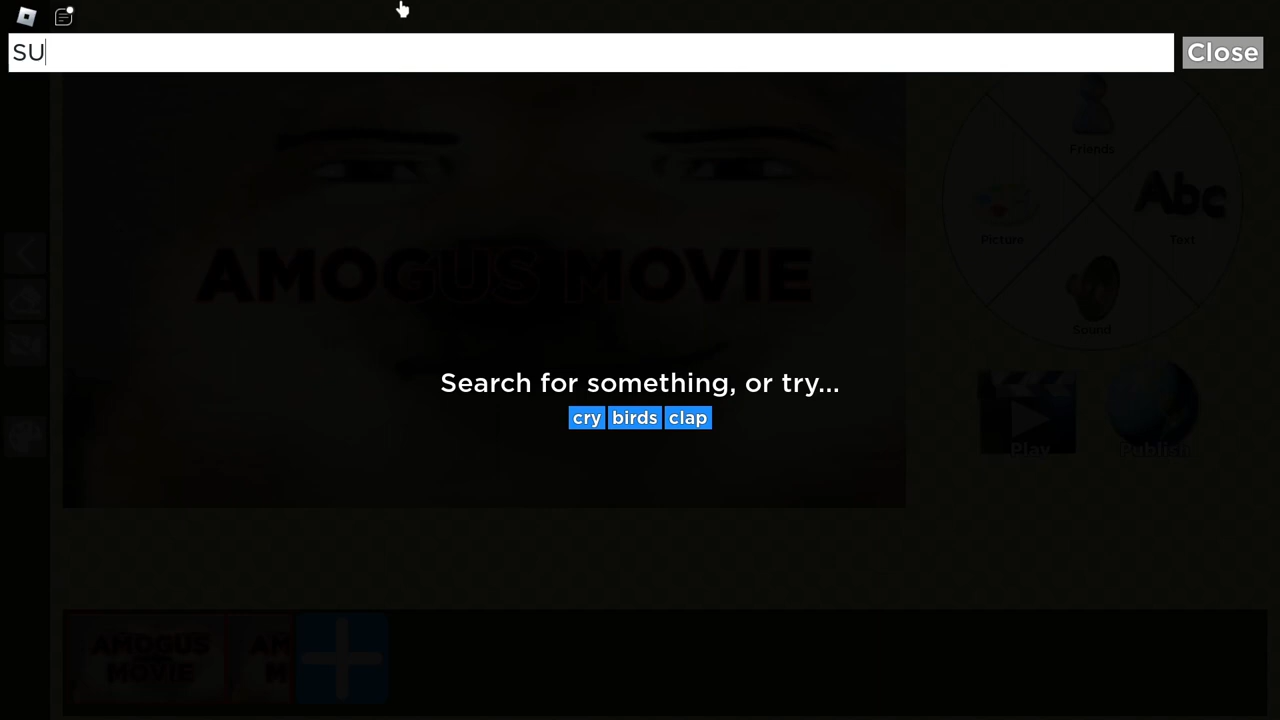 SU
Close
Friends
Abc
Picture
Text
AMOGUS MOVIE
Sound
Search for something, or try...
cry birds clap
Play
Publish
AMOGUS
MOVIE
AM
M